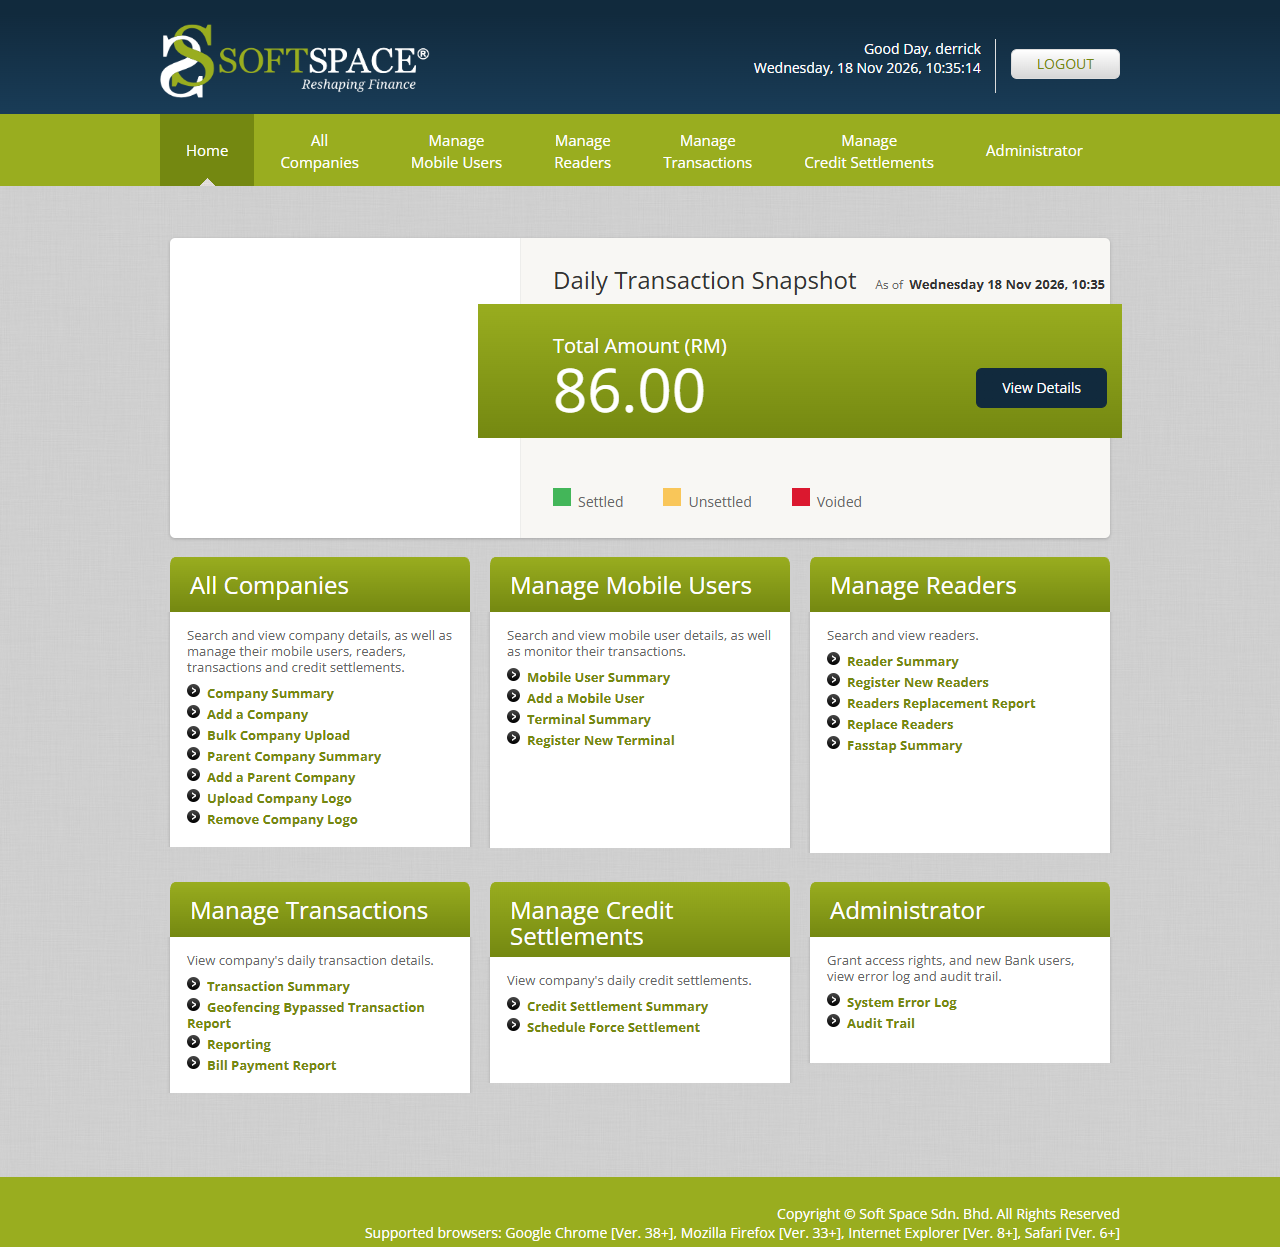 SOFTSPACE®
Reshaping Finance
Good Day, derrick
Wednesday, 18 Nov 2026, 10:35:14
LOGOUT
Home
All
Companies
Manage
Mobile Users
Manage
Readers
Manage
Transactions
Manage
Credit Settlements
Administrator
Daily Transaction Snapshot
As of Wednesday 18 Nov 2026, 10:35
Total Amount (RM)
86.00
View Details
Settled
Unsettled
Voided
All Companies
Search and view company details, as well as
manage their mobile users, readers,
transactions and credit settlements.
Company Summary
Add a Company
Bulk Company Upload
Parent Company Summary
Add a Parent Company
Upload Company Logo
Remove Company Logo
Manage Mobile Users
Search and view mobile user details, as well
as monitor their transactions.
Mobile User Summary
Add a Mobile User
Terminal Summary
Register New Terminal
Manage Readers
Search and view readers.
Reader Summary
Register New Readers
Readers Replacement Report
Replace Readers
Fasstap Summary
Manage Transactions
View company's daily transaction details.
Transaction Summary
Geofencing Bypassed Transaction
Report
Reporting
Bill Payment Report
Manage Credit
Settlements
View company's daily credit settlements.
Credit Settlement Summary
Schedule Force Settlement
Administrator
Grant access rights, and new Bank users,
view error log and audit trail.
System Error Log
Audit Trail
Copyright © Soft Space Sdn. Bhd. All Rights Reserved
Supported browsers: Google Chrome [Ver. 38+], Mozilla Firefox [Ver. 33+], Internet Explorer [Ver. 8+], Safari [Ver. 6+]